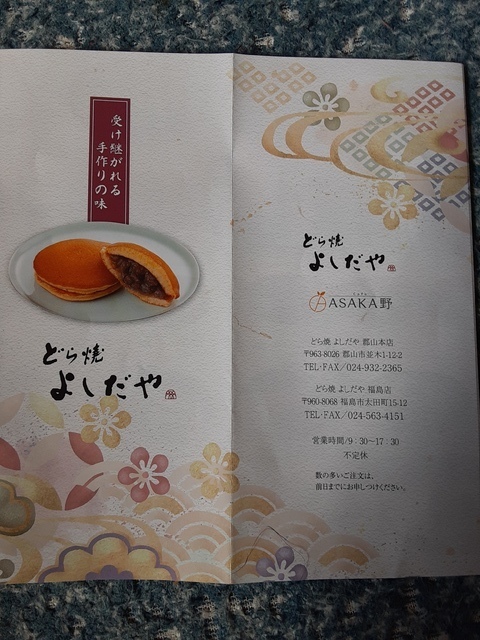 受け継がれる
手作りの味
どら焼
よしだや
どら焼
よしだや
ASAKA野
どら焼 よしだや 郡山本店
〒963-8026 郡山市並木1-12-2
TEL・FAX／024-932-2365
どら焼 よしだや 福島店
〒960-8068 福島市太田町15-12
TEL・FAX／024-563-4151
営業時間/9：30〜17：30
不定休
数の多いご注文は、
前日までにお申しつけください。